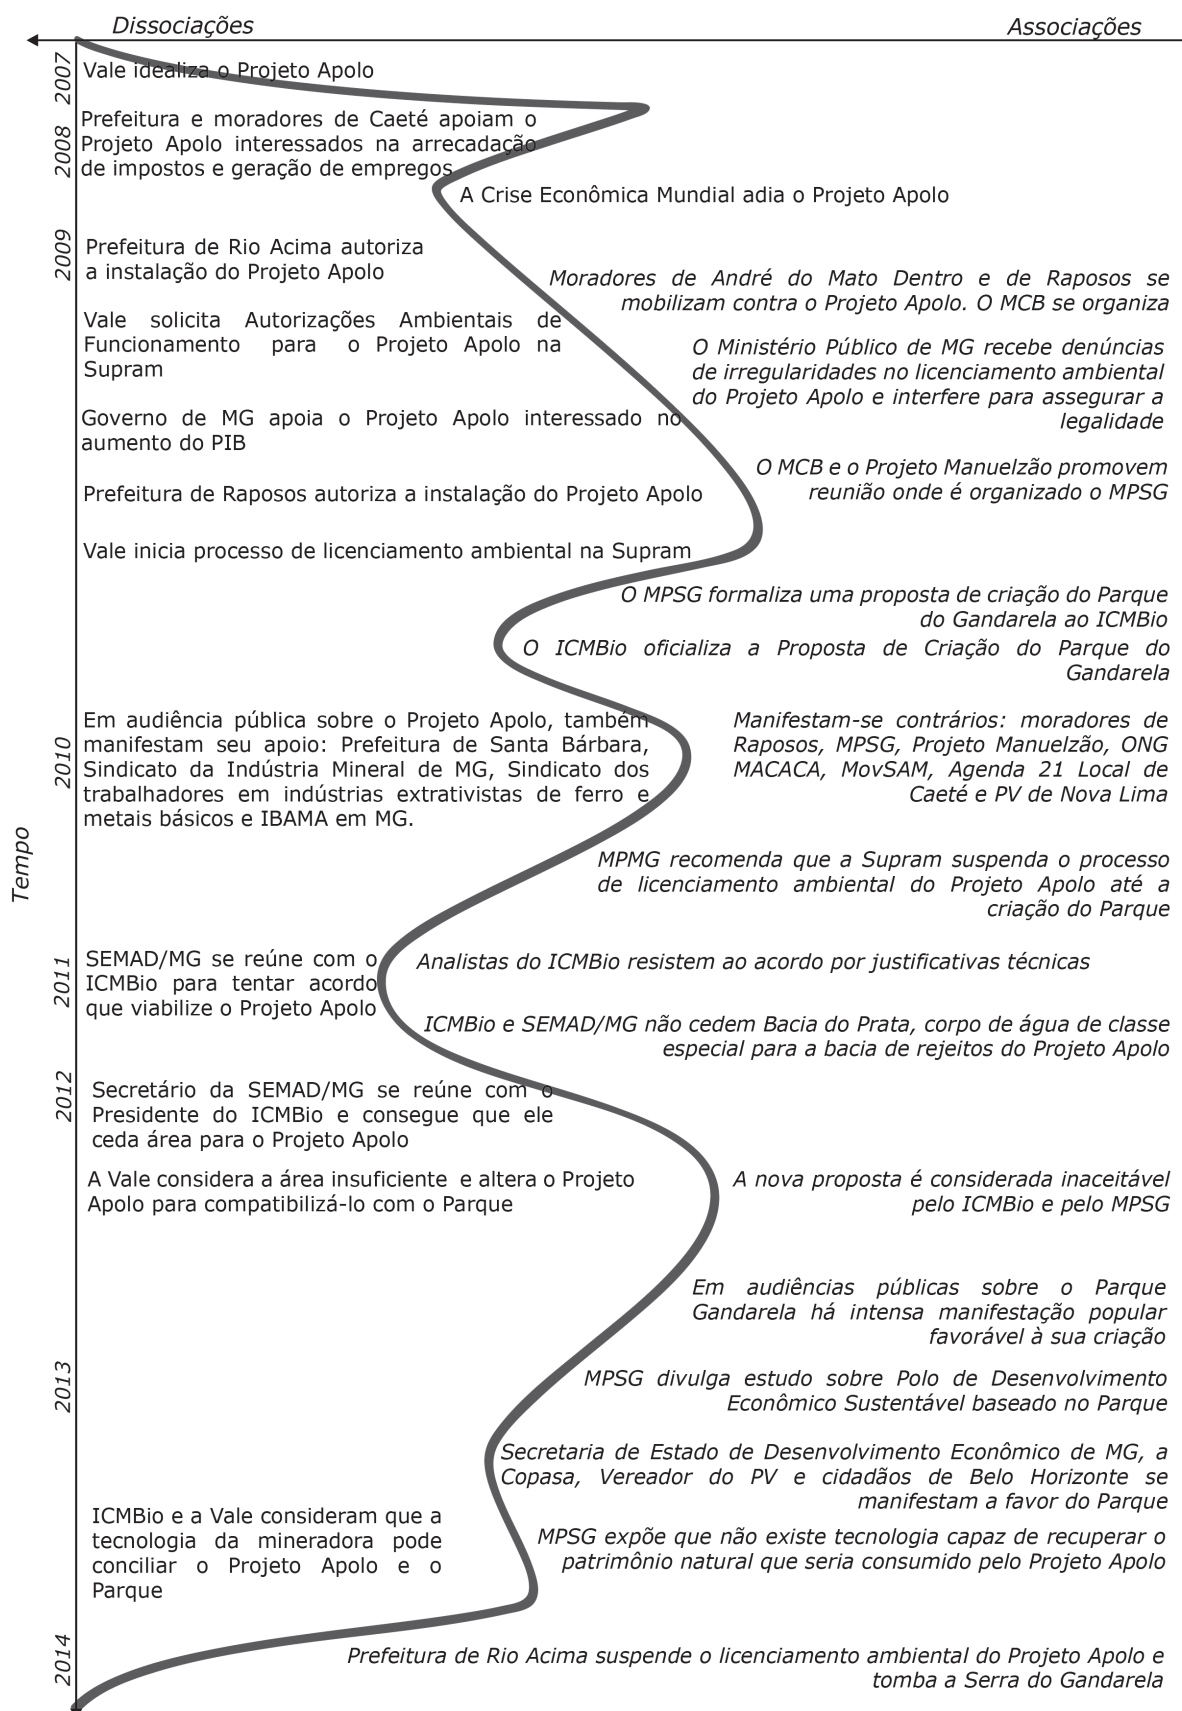 Dissociações
Associações
2007
Vale idealiza o Projeto Apolo
2008
Prefeitura e moradores de Caeté apoiam o
Projeto Apolo interessados na arrecadação
de impostos e geração de empregos
A Crise Econômica Mundial adia o Projeto Apolo
2009
Prefeitura de Rio Acima autoriza
a instalação do Projeto Apolo
Moradores de André do Mato Dentro e de Raposos se
mobilizam contra o Projeto Apolo. O MCB se organiza
Vale solicita Autorizações Ambientais de
Funcionamento para o Projeto Apolo na
Supram
O Ministério Público de MG recebe denúncias
de irregularidades no licenciamento ambiental
do Projeto Apolo e interfere para assegurar a
legalidade
Governo de MG apoia o Projeto Apolo interessado no
aumento do PIB
O MCB e o Projeto Manuelzão promovem
reunião onde é organizado o MPSG
Prefeitura de Raposos autoriza a instalação do Projeto Apolo
Vale inicia processo de licenciamento ambiental na Supram
O MPSG formaliza uma proposta de criação do Parque
do Gandarela ao ICMBio
O ICMBio oficializa a Proposta de Criação do Parque do
Gandarela
2010
Em audiência pública sobre o Projeto Apolo, também
manifestam seu apoio: Prefeitura de Santa Bárbara,
Sindicato da Indústria Mineral de MG, Sindicato dos
trabalhadores em indústrias extrativistas de ferro e
metais básicos e IBAMA em MG.
Manifestam-se contrários: moradores de
Raposos, MPSG, Projeto Manuelzão, ONG
MACACA, MovSAM, Agenda 21 Local de
Caeté e PV de Nova Lima
Tempo
MPMG recomenda que a Supram suspenda o processo
de licenciamento ambiental do Projeto Apolo até a
criação do Parque
2011
SEMAD/MG se reúne com o
ICMBio para tentar acordo
que viabilize o Projeto Apolo
Analistas do ICMBio resistem ao acordo por justificativas técnicas
ICMBio e SEMAD/MG não cedem Bacia do Prata, corpo de água de classe
especial para a bacia de rejeitos do Projeto Apolo
2012
Secretário da SEMAD/MG se reúne com o
Presidente do ICMBio e consegue que ele
ceda área para o Projeto Apolo
A Vale considera a área insuficiente e altera o Projeto
Apolo para compatibilizá-lo com o Parque
A nova proposta é considerada inaceitável
pelo ICMBio e pelo MPSG
Em audiências públicas sobre o Parque
Gandarela há intensa manifestação popular
favorável à sua criação
2013
MPSG divulga estudo sobre Polo de Desenvolvimento
Econômico Sustentável baseado no Parque
Secretaria de Estado de Desenvolvimento Econômico de MG, a
Copasa, Vereador do PV e cidadãos de Belo Horizonte se
manifestam a favor do Parque
ICMBio e a Vale consideram que a
tecnologia da mineradora pode
conciliar o Projeto Apolo e o
Parque
MPSG expõe que não existe tecnologia capaz de recuperar o
patrimônio natural que seria consumido pelo Projeto Apolo
2014
Prefeitura de Rio Acima suspende o licenciamento ambiental do Projeto Apolo e
tomba a Serra do Gandarela